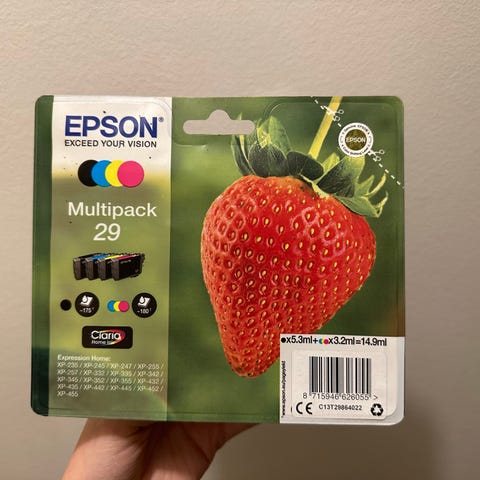 EPSON®
EXCEED YOUR VISION
Multipack
29
~175
~180
Claria
Home Ink
Expression Home:
XP-235 / XP-245 / XP-247 / XP-255 /
XP-257 / XP-332 / XP-335 / XP-342 /
XP-345 / XP-352 / XP-355 / XP-432 /
XP-435 / XP-442 / XP-445 / XP-452 /
XP-455
EPSON
x5.3ml+ x3.2ml=14.9ml
www.epson.eu/pageyield
8 715946 626055 >
CE C13T29864022